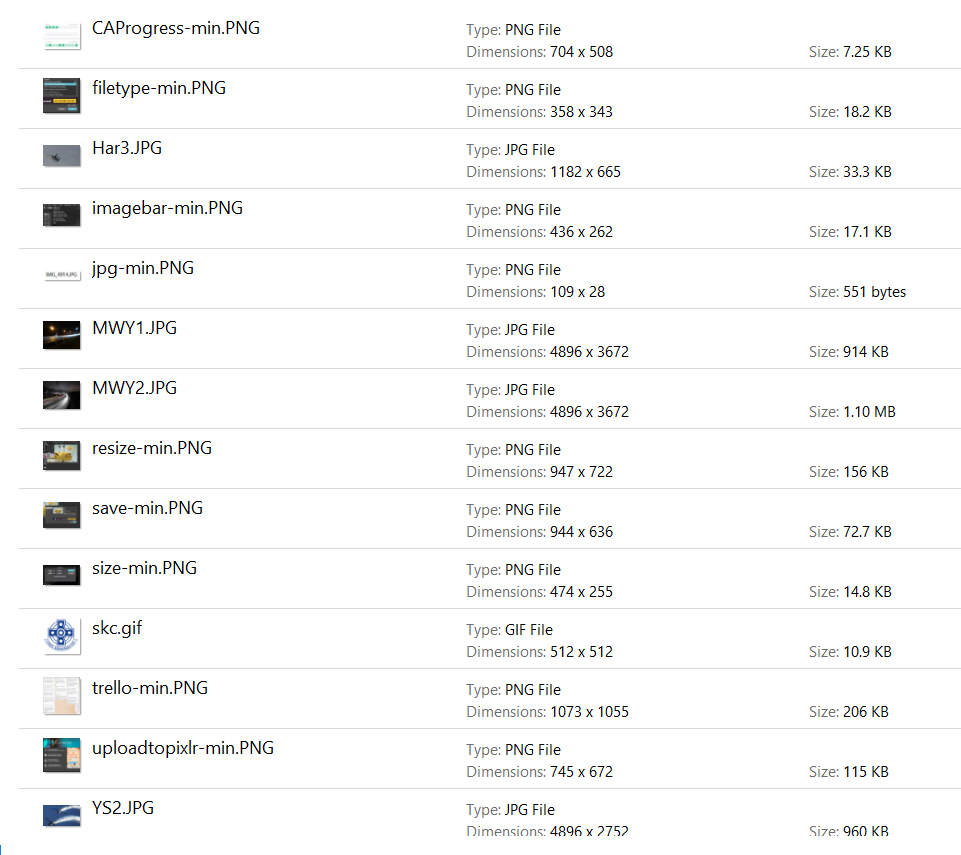 CAProgress-min.PNG
Type: PNG File
Dimensions: 704 x 508 Size: 7.25 KB
filetype-min.PNG
Type: PNG File
Dimensions: 358 x 343 Size: 18.2 KB
Har3.JPG
Type: JPG File
Dimensions: 1182 x 665 Size: 33.3 KB
imagebar-min.PNG
Type: PNG File
Dimensions: 436 x 262 Size: 17.1 KB
jpg-min.PNG
Type: PNG File
Dimensions: 109 x 28 Size: 551 bytes
MWY1.JPG
Type: JPG File
Dimensions: 4896 x 3672 Size: 914 KB
MWY2.JPG
Type: JPG File
Dimensions: 4896 x 3672 Size: 1.10 MB
resize-min.PNG
Type: PNG File
Dimensions: 947 x 722 Size: 156 KB
save-min.PNG
Type: PNG File
Dimensions: 944 x 636 Size: 72.7 KB
size-min.PNG
Type: PNG File
Dimensions: 474 x 255 Size: 14.8 KB
skc.gif
Type: GIF File
Dimensions: 512 x 512 Size: 10.9 KB
trello-min.PNG
Type: PNG File
Dimensions: 1073 x 1055 Size: 206 KB
uploadtopixlr-min.PNG
Type: PNG File
Dimensions: 745 x 672 Size: 115 KB
YS2.JPG
Type: JPG File
Dimensions: 4896 x 2752 Size: 960 KB